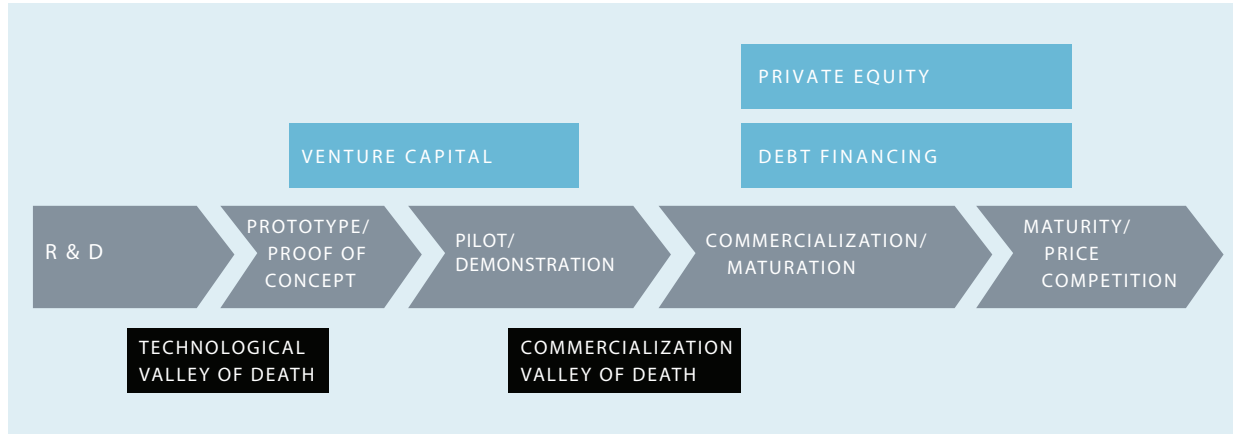 PRIVATE EQUITY
VENTURE CAPITAL
DEBT FINANCING
R & D
PROTOTYPE/
PROOF OF
CONCEPT
PILOT/
DEMONSTRATION
COMMERCIALIZATION/
MATURATION
MATURITY/
PRICE
COMPETITION
TECHNOLOGICAL
VALLEY OF DEATH
COMMERCIALIZATION
VALLEY OF DEATH